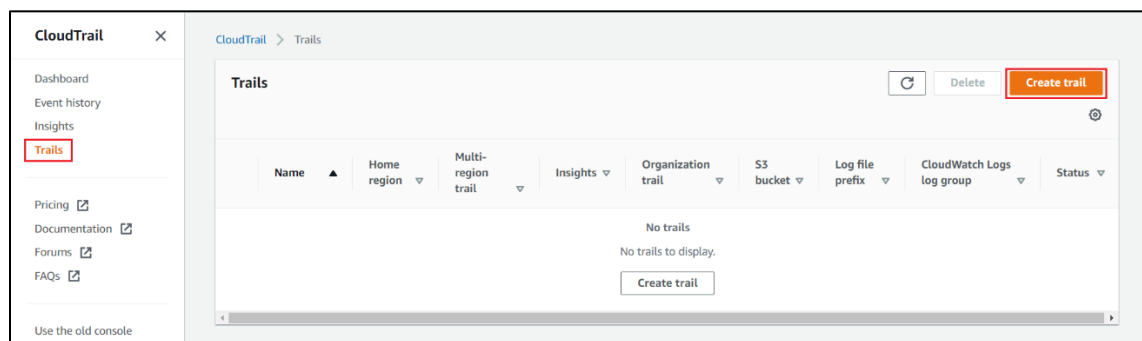 CloudTrail
Dashboard
Event history
Insights
Trails
Pricing
Documentation
Forums
FAQs
Use the old console
CloudTrail > Trails
Trails
Delete
Create trail
Name
Home
region
Multi-
region
trail
Insights
Organization
trail
S3
bucket
Log file
prefix
CloudWatch Logs
log group
Status
No trails
No trails to display.
Create trail